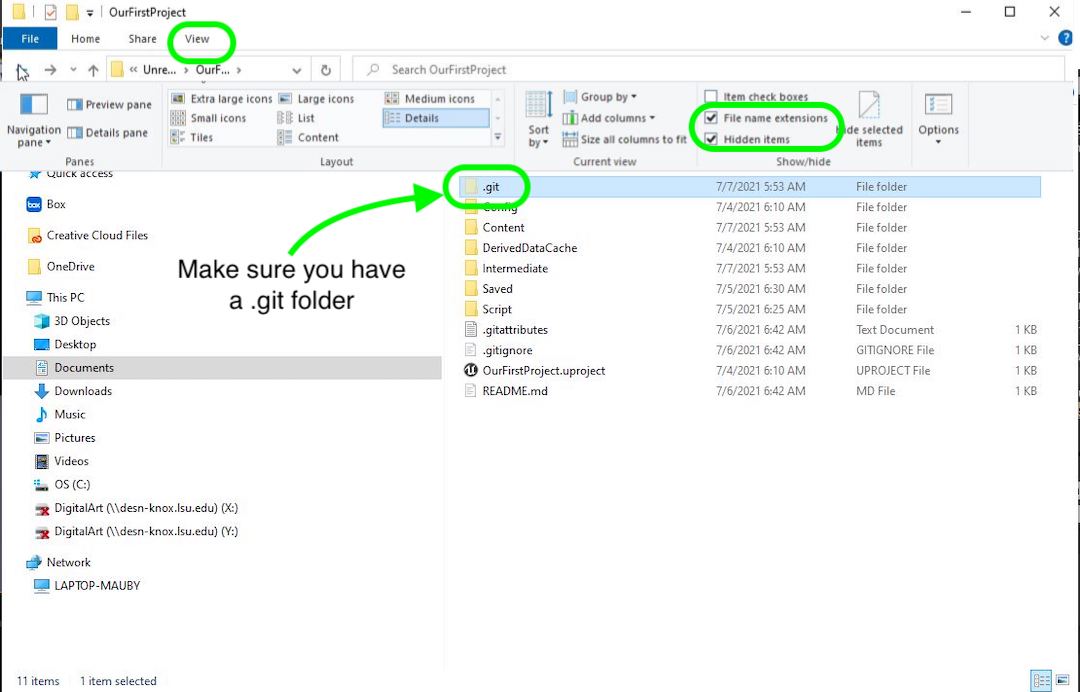 OurFirstProject
File Home Share View
« Unre... › OurF... › Search OurFirstProject
Navigation pane
Preview pane
Details pane
Panes
Extra large icons Large icons Medium icons
Small icons List Details
Tiles Content
Layout
Sort by
Group by
Add columns
Size all columns to fit
Current view
Item check boxes
File name extensions
Hidden items
Show/hide
selected items
Options
Quick access
Box
Creative Cloud Files
OneDrive
This PC
3D Objects
Desktop
Documents
Downloads
Music
Pictures
Videos
OS (C:)
DigitalArt (\\desn-knox.lsu.edu) (X:)
DigitalArt (\\desn-knox.lsu.edu) (Y:)
Network
LAPTOP-MAUBY
Make sure you have
a .git folder
.git 7/7/2021 5:53 AM File folder
Config 7/4/2021 6:10 AM File folder
Content 7/7/2021 5:53 AM File folder
DerivedDataCache 7/4/2021 6:10 AM File folder
Intermediate 7/7/2021 5:53 AM File folder
Saved 7/5/2021 6:30 AM File folder
Script 7/5/2021 6:25 AM File folder
.gitattributes 7/6/2021 6:42 AM Text Document 1 KB
.gitignore 7/6/2021 6:42 AM GITIGNORE File 1 KB
OurFirstProject.uproject 7/4/2021 6:10 AM UPROJECT File 1 KB
README.md 7/6/2021 6:42 AM MD File 1 KB
11 items 1 item selected